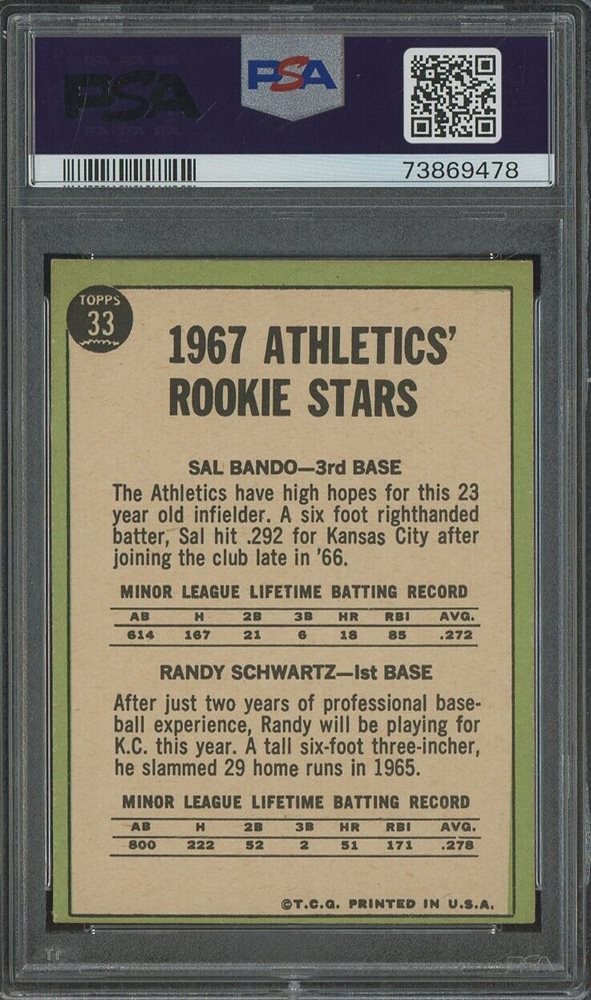 PSA
PSA
73869478
TOPPS
33
1967 ATHLETICS'
ROOKIE STARS
SAL BANDO—3rd BASE
The Athletics have high hopes for this 23
year old infielder. A six foot righthanded
batter, Sal hit .292 for Kansas City after
joining the club late in '66.
MINOR LEAGUE LIFETIME BATTING RECORD
AB H 2B 3B HR RBI AVG.
614 167 21 6 18 85 .272
RANDY SCHWARTZ—1st BASE
After just two years of professional base-
ball experience, Randy will be playing for
K.C. this year. A tall six-foot three-incher,
he slammed 29 home runs in 1965.
MINOR LEAGUE LIFETIME BATTING RECORD
AB H 2B 3B HR RBI AVG.
800 222 52 2 51 171 .278
©T.C.G. PRINTED IN U.S.A.
PSA